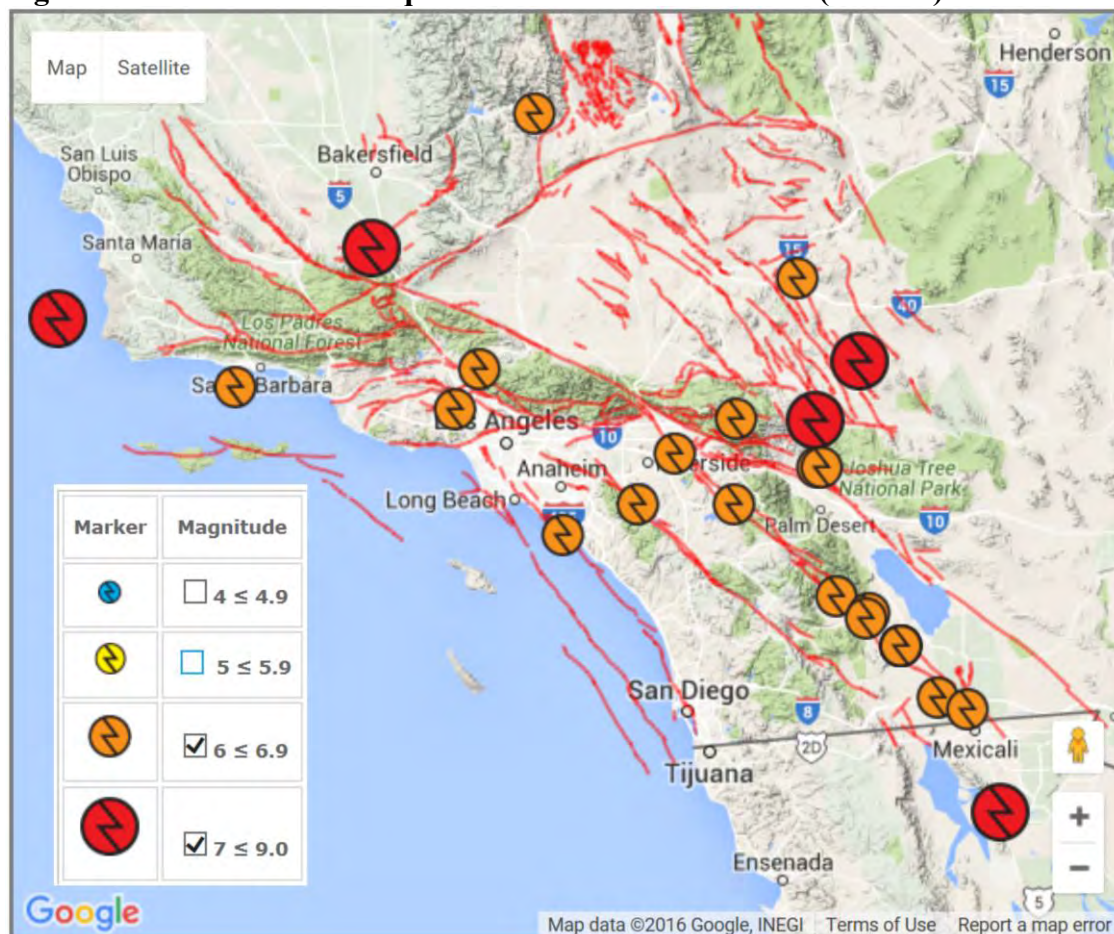 Map Satellite
Henderson
15
San Luis
Obispo
Bakersfield
5
Santa Maria
15
40
Los Padres
National Forest
Barbara
Angeles
10
Anaheim
Joshua Tree
National Park
Long Beach
Palm Desert
10
Marker Magnitude
4 ≤ 4.9
5 ≤ 5.9
6 ≤ 6.9
7 ≤ 9.0
San Diego
8
2D
Mexicali
Tijuana
+
−
Ensenada
5
Google
Map data ©2016 Google, INEGI Terms of Use Report a map error